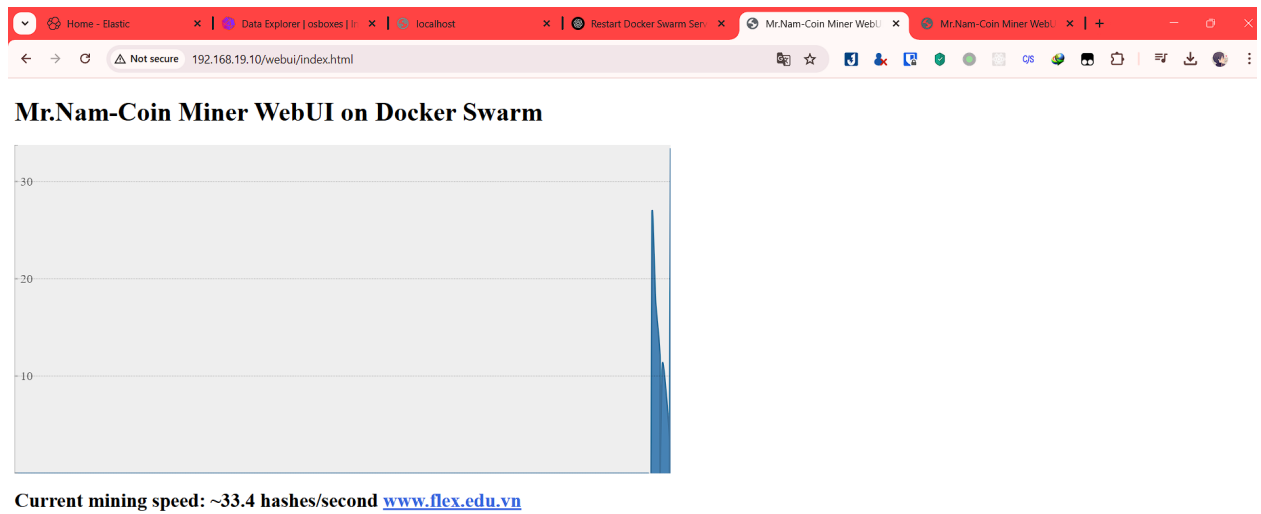 Home - Elastic
Data Explorer | osboxes | Ir
localhost
Restart Docker Swarm Serv
Mr.Nam-Coin Miner WebU
Mr.Nam-Coin Miner WebU
Not secure
192.168.19.10/webui/index.html
C/S
Mr.Nam-Coin Miner WebUI on Docker Swarm
30
20
10
Current mining speed: ~33.4 hashes/second www.flex.edu.vn